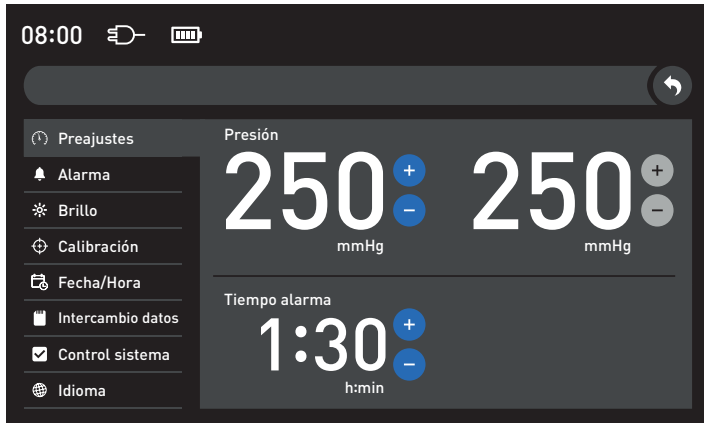 08:00
Preajustes
Alarma
Brillo
Calibración
Fecha/Hora
Intercambio datos
Control sistema
Idioma
Presión
250 + − 250 + −
mmHg mmHg
Tiempo alarma
1:30 + −
h:min